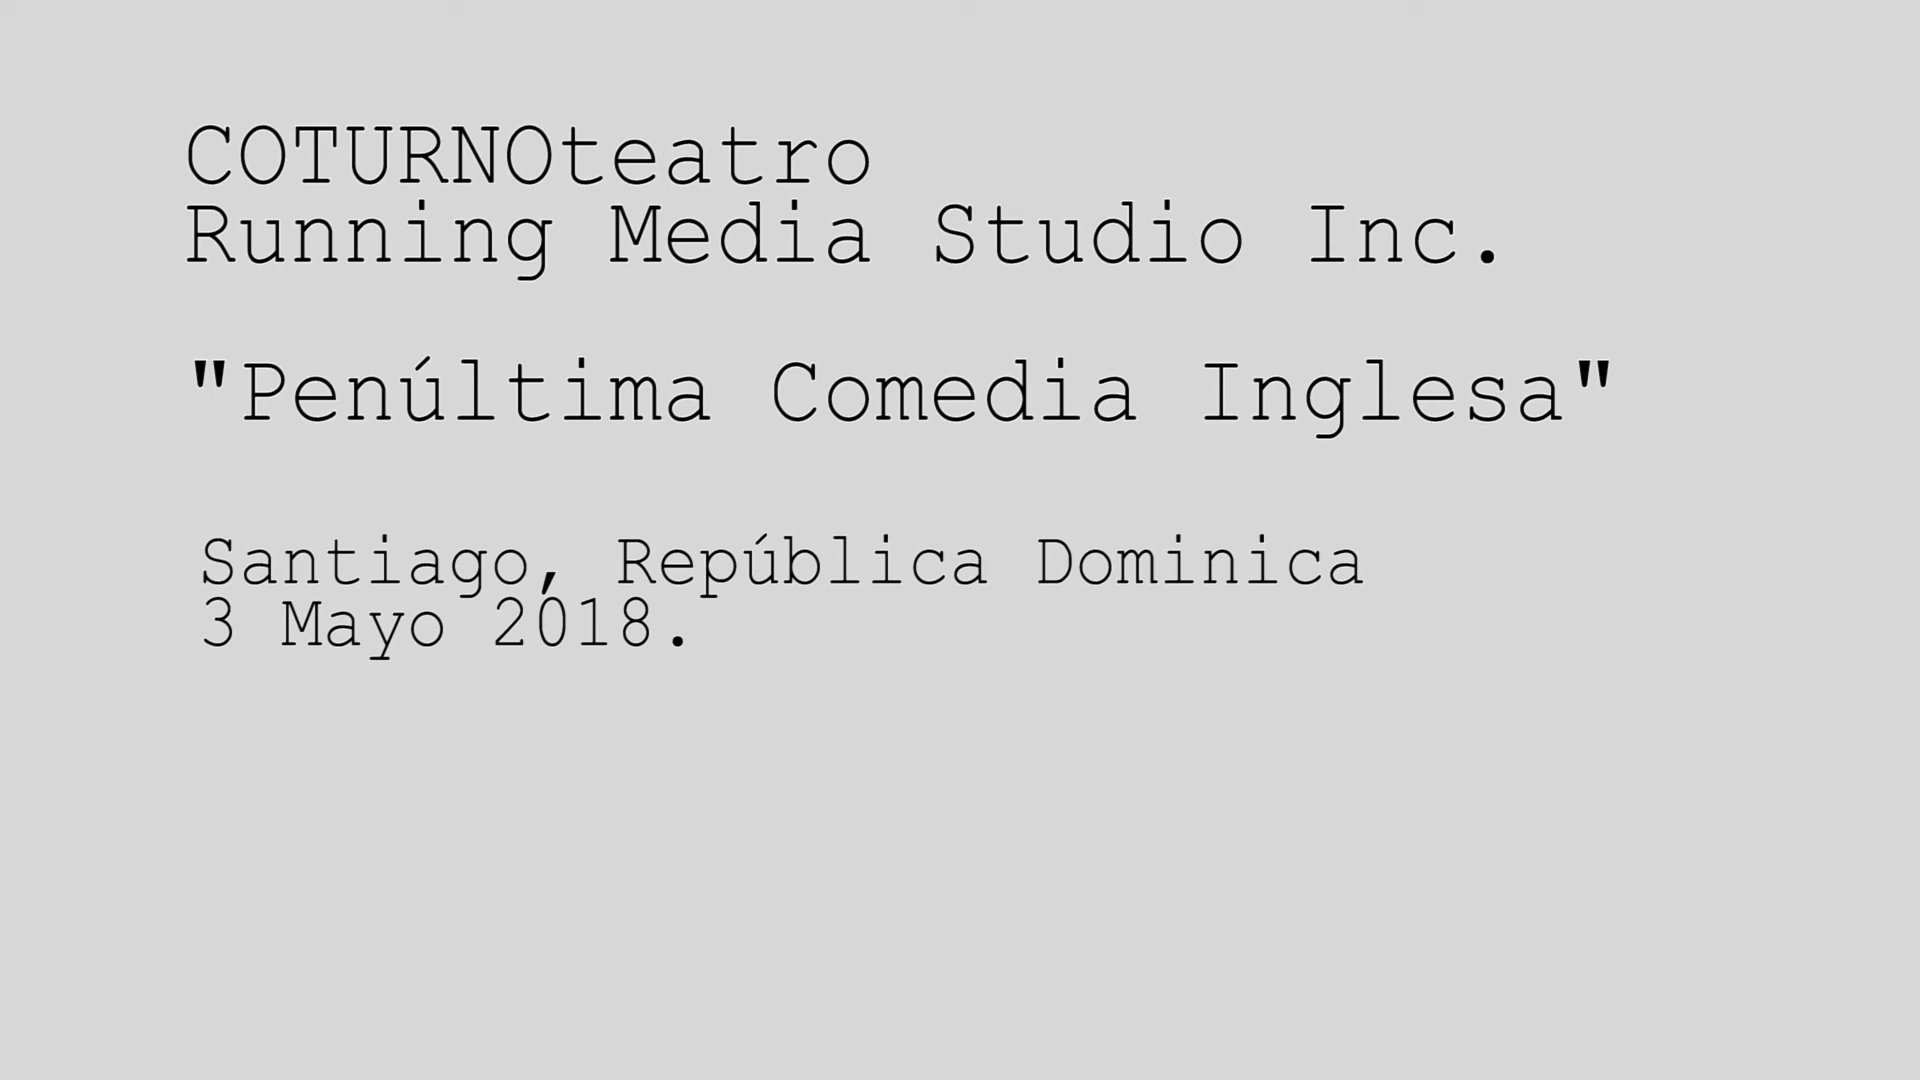 COTURNOteatro
Running Media Studio Inc.
"Penúltima Comedia Inglesa"
Santiago, República Dominica
3 Mayo 2018.